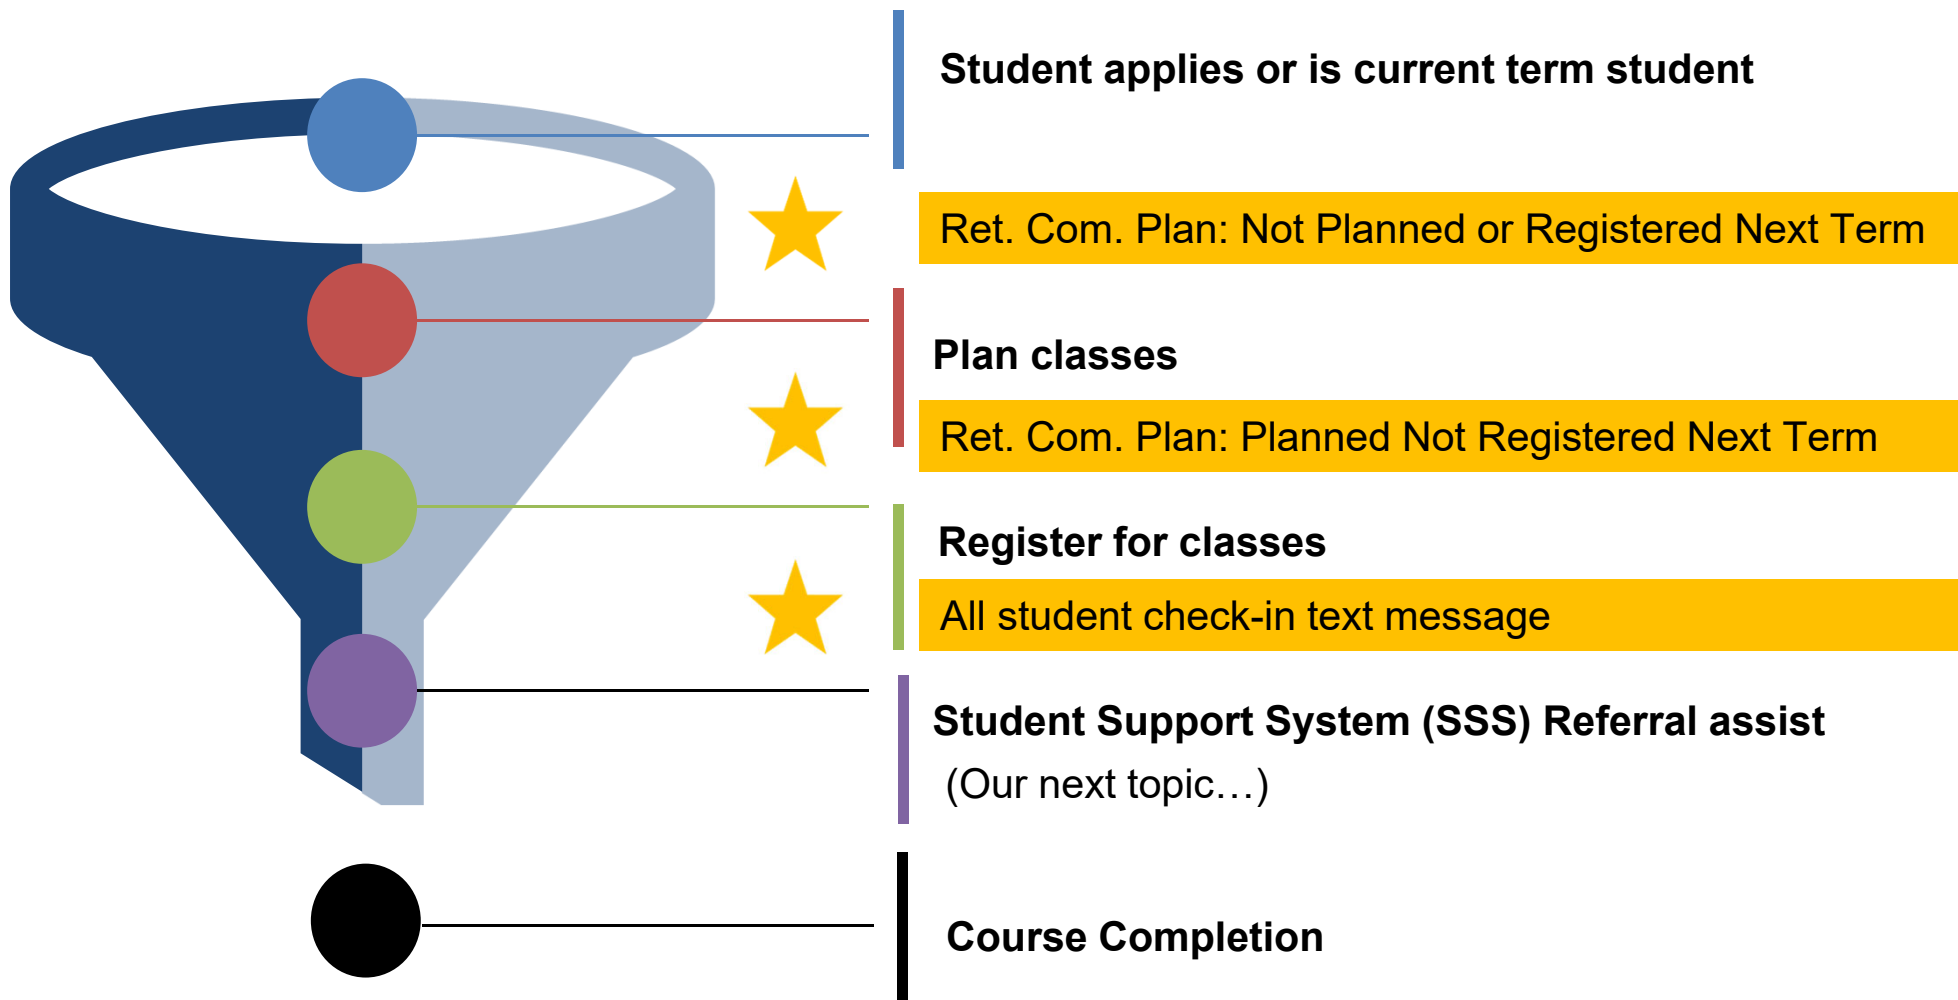 Student applies or is current term student
Ret. Com. Plan: Not Planned or Registered Next Term
Plan classes
Ret. Com. Plan: Planned Not Registered Next Term
Register for classes
All student check-in text message
Student Support System (SSS) Referral assist
(Our next topic…)
Course Completion